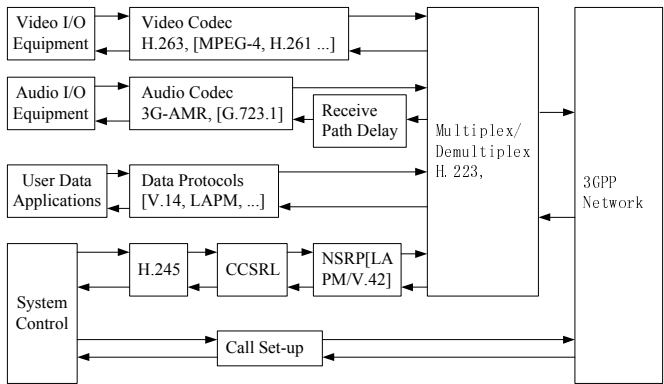 Video I/O
Equipment
Video Codec
H.263, [MPEG-4, H.261 ...]
Audio I/O
Equipment
Audio Codec
3G-AMR, [G.723.1]
Receive
Path Delay
Multiplex/
Demultiplex
H.223,
3GPP
Network
User Data
Applications
Data Protocols
[V.14, LAPM, ...]
System
Control
H.245
CCSRL
NSRP[LA
PM/V.42]
Call Set-up